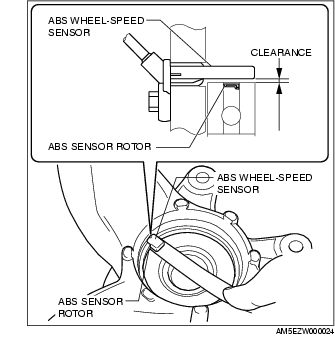 ABS WHEEL-SPEED
SENSOR
CLEARANCE
ABS SENSOR ROTOR
ABS WHEEL-SPEED
SENSOR
ABS SENSOR
ROTOR
AM5EZW000024